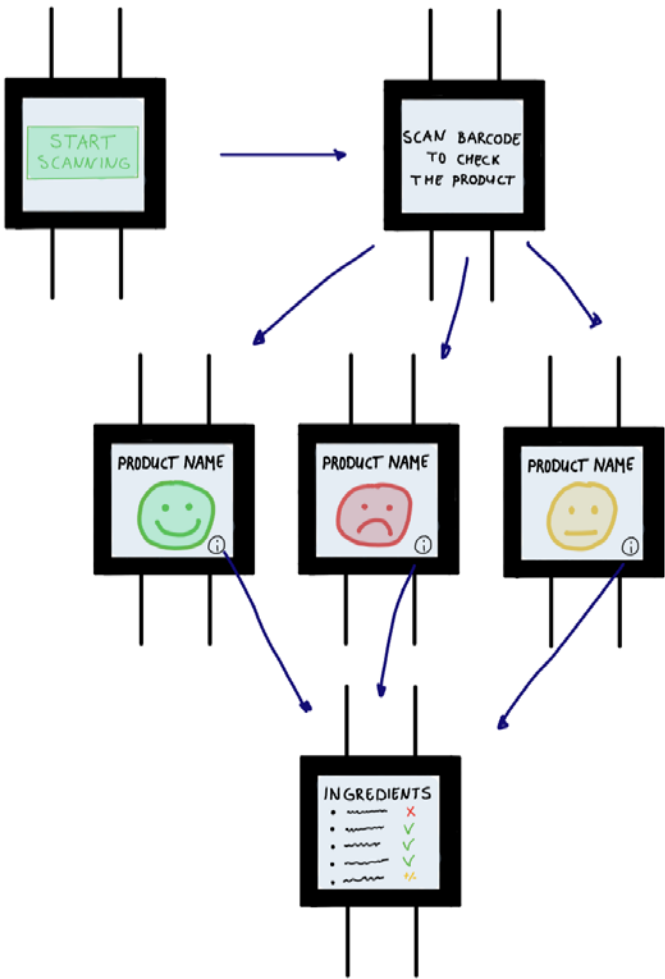 START
SCANNING
SCAN BARCODE
TO CHECK
THE PRODUCT
PRODUCT NAME
i
PRODUCT NAME
i
PRODUCT NAME
i
INGREDIENTS